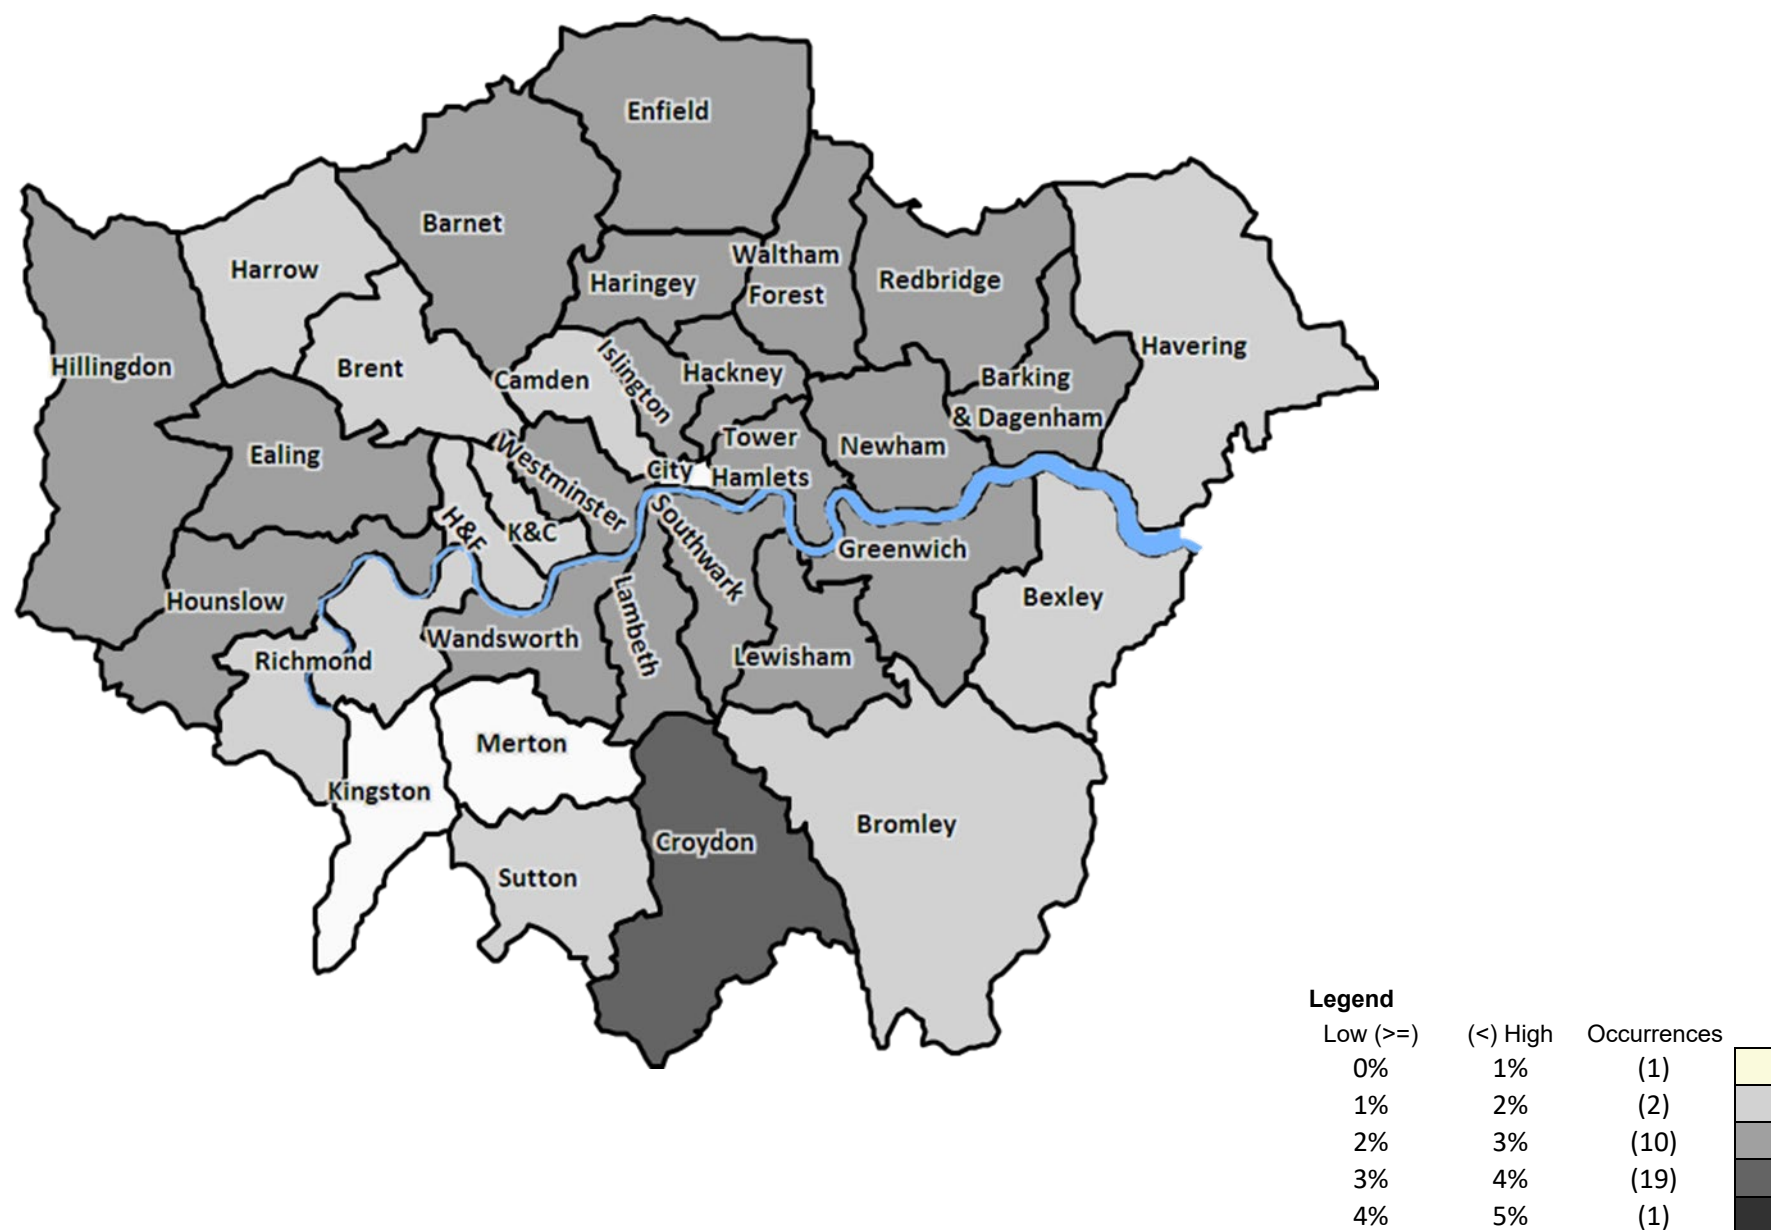 Enfield
Barnet
Harrow
Waltham
Forest
Haringey
Redbridge
Havering
Hillingdon
Brent
Camden
Islington
Hackney
Barking
& Dagenham
Ealing
Westminster
City
Tower
Hamlets
Newham
H&F
K&C
Southwark
Greenwich
Hounslow
Bexley
Richmond
Wandsworth
Lambeth
Lewisham
Merton
Kingston
Croydon
Bromley
Sutton
Legend
Low (>=) (<) High Occurrences
0% 1% (1)
1% 2% (2)
2% 3% (10)
3% 4% (19)
4% 5% (1)